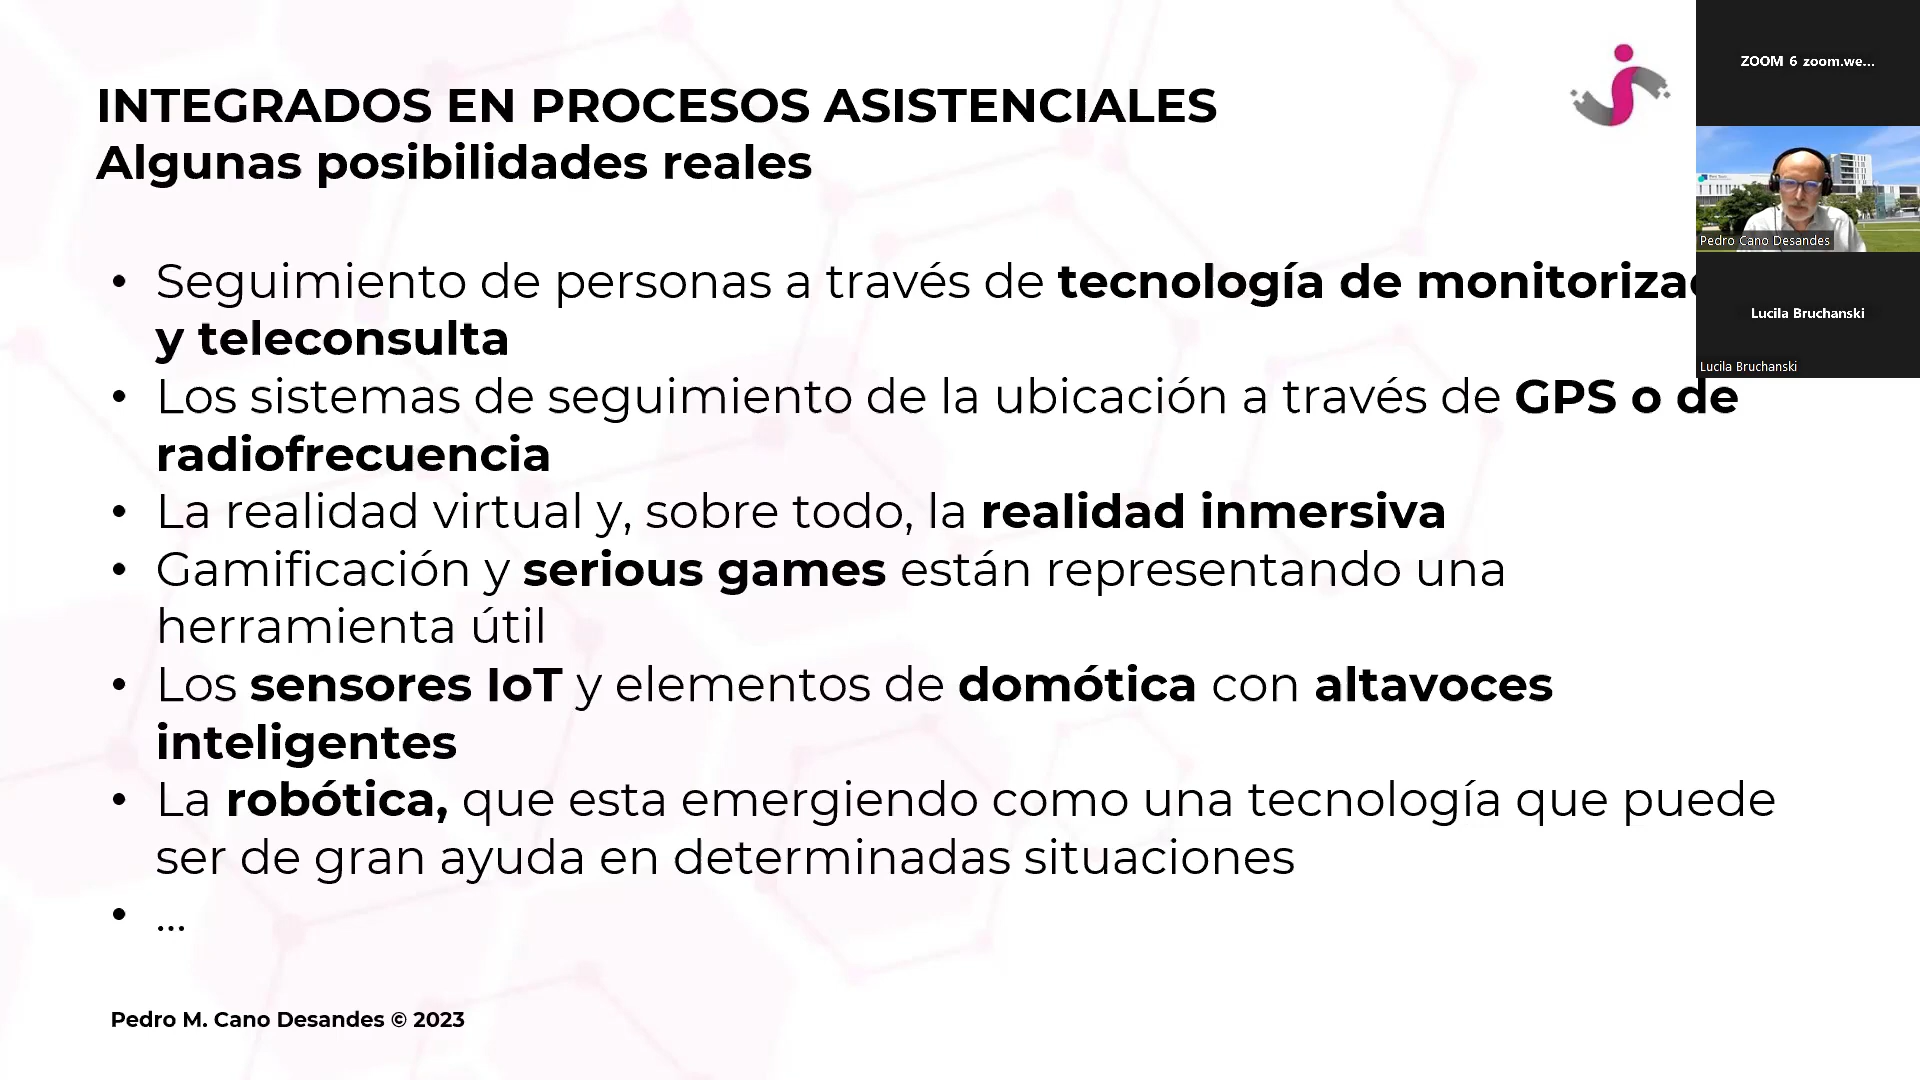 INTEGRADOS EN PROCESOS ASISTENCIALES
Algunas posibilidades reales
• Seguimiento de personas a través de tecnología de
y teleconsulta
• Los sistemas de seguimiento de la ubicación a través de GPS o de
radiofrecuencia
• La realidad virtual y, sobre todo, la realidad inmersiva
• Gamificación y serious games están representando una
herramienta útil
• Los sensores IoT y elementos de domótica con altavoces
inteligentes
• La robótica, que esta emergiendo como una tecnología que puede
ser de gran ayuda en determinadas situaciones
• ...
Pedro M. Cano Desandes © 2023
ZOOM 6 zoom.we...
Pedro Cano Desandes
Lucila Bruchanski
Lucila Bruchanski